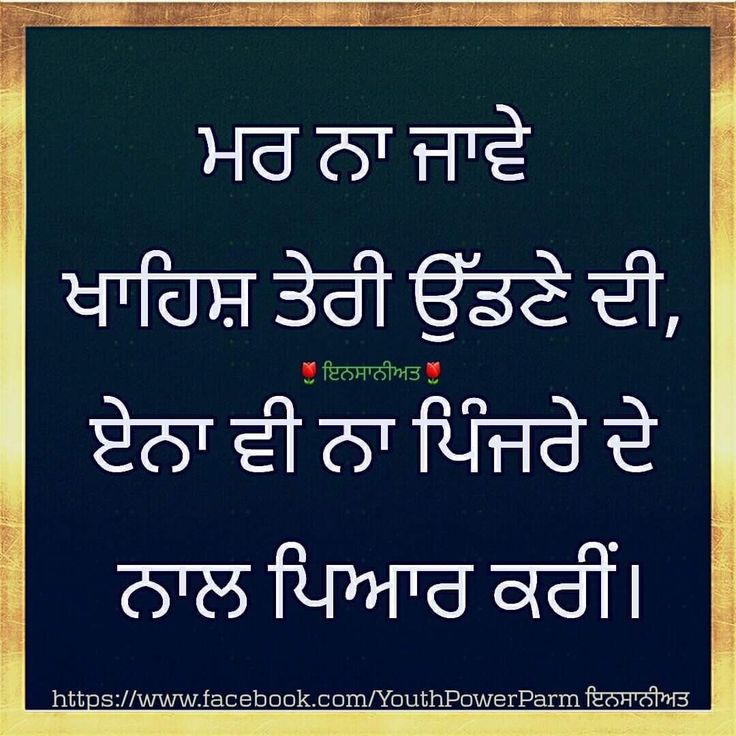 ਮਰ ਨਾ ਜਾਵੇ
ਖਾਹਿਸ਼ ਤੇਰੀ ਉੱਡਣੇ ਦੀ,
🌷ਇਨਸਾਨੀਅਤ🌷
ਏਨਾ ਵੀ ਨਾ ਪਿੰਜਰੇ ਦੇ
ਨਾਲ ਪਿਆਰ ਕਰੀਂ।
https://www.facebook.com/YouthPowerParm ਇਨਸਾਨੀਅਤ